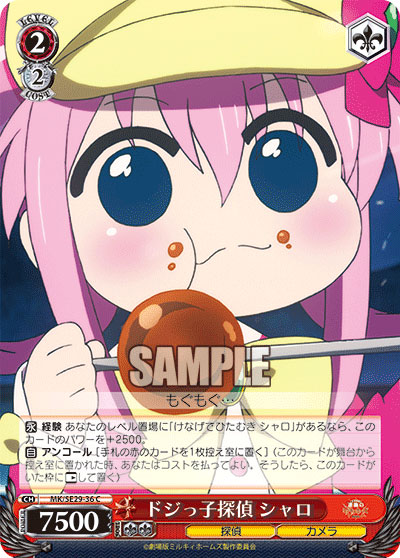 LEVEL
2
2
COST
SAMPLE
もぐもぐ…
永 経験 あなたのレベル置場に「けなげでひたむき シャロ」があるなら、こ
のカードのパワーを+2500。
自 アンコール [手札の赤のカードを1枚控え室に置く] (このカードが舞台から
控え室に置かれた時、あなたはコストを払ってよい。そうしたら、このカード
がいた枠に置く)
CH MK/SE29-36 C
POWER
7500
ドジっ子探偵 シャロ
探偵 カメラ
©劇場版ミルキィホームズ製作委員会